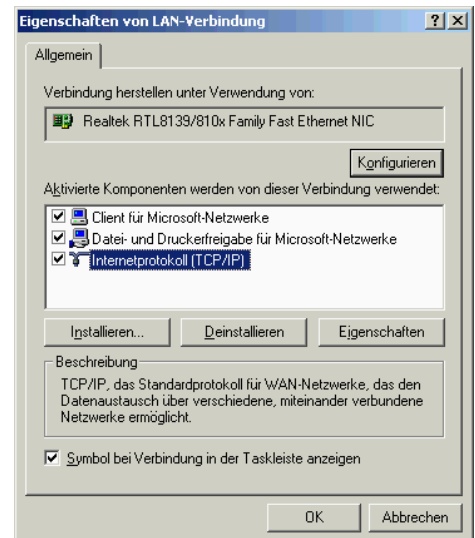 Eigenschaften von LAN-Verbindung
Allgemein
Verbindung herstellen unter Verwendung von:
Realtek RTL8139/810x Family Fast Ethernet NIC
Konfigurieren
Aktivierte Komponenten werden von dieser Verbindung verwendet:
Client für Microsoft-Netzwerke
Datei- und Druckerfreigabe für Microsoft-Netzwerke
Internetprotokoll (TCP/IP)
Installieren... Deinstallieren Eigenschaften
Beschreibung
TCP/IP, das Standardprotokoll für WAN-Netzwerke, das den
Datenaustausch über verschiedene, miteinander verbundene
Netzwerke ermöglicht.
Symbol bei Verbindung in der Taskleiste anzeigen
OK Abbrechen